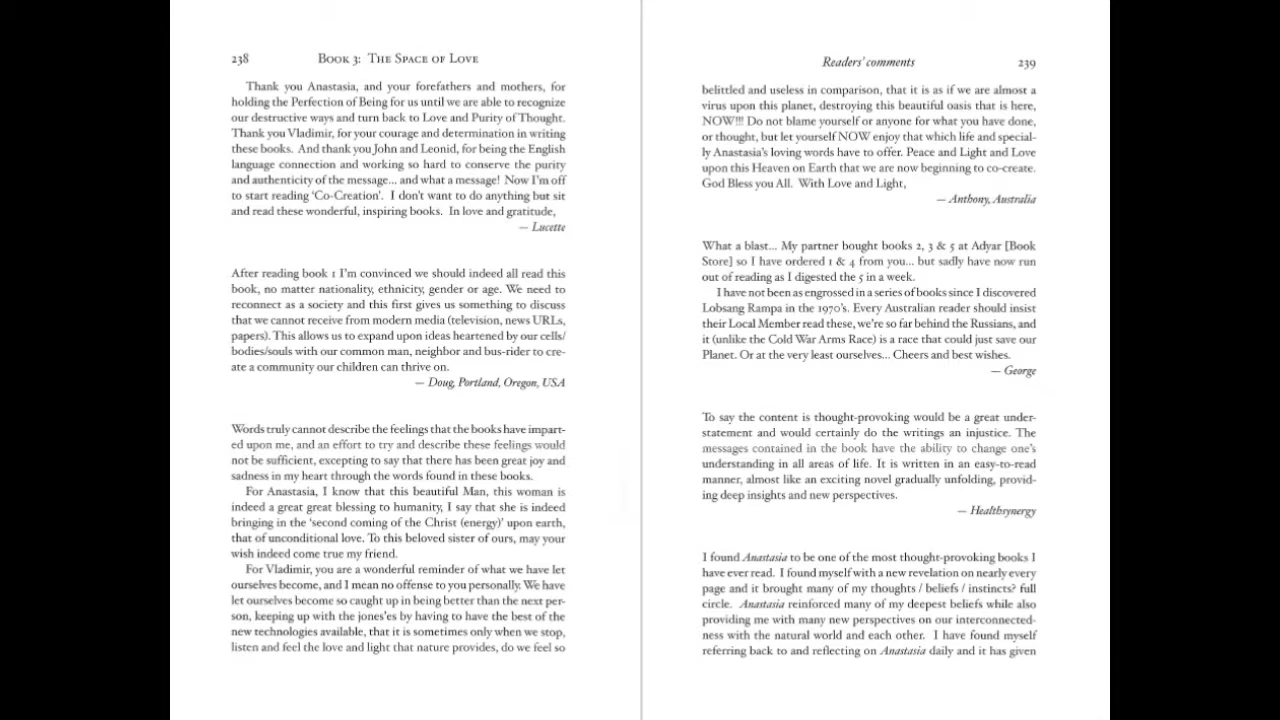 238 Book 3: The Space of Love
Thank you Anastasia, and your forefathers and mothers, for
holding the Perfection of Being for us until we are able to recognize
our destructive ways and turn back to Love and Purity of Thought.
Thank you Vladimir, for your courage and determination in writing
these books. And thank you John and Leonid, for being the English
language connection and working so hard to conserve the purity
and authenticity of the message... and what a message! Now I'm off
to start reading 'Co-Creation'. I don't want to do anything but sit
and read these wonderful, inspiring books. In love and gratitude,
— Lucette
After reading book 1 I'm convinced we should indeed all read this
book, no matter nationality, ethnicity, gender or age. We need to
reconnect as a society and this first gives us something to discuss
that we cannot receive from modern media (television, news URLs,
papers). This allows us to expand upon ideas heartened by our cells/
bodies/souls with our common man, neighbor and bus-rider to cre-
ate a community our children can thrive on.
— Doug, Portland, Oregon, USA
Words truly cannot describe the feelings that the books have impart-
ed upon me, and an effort to try and describe these feelings would
not be sufficient, excepting to say that there has been great joy and
sadness in my heart through the words found in these books.
For Anastasia, I know that this beautiful Man, this woman is
indeed a great great blessing to humanity, I say that she is indeed
bringing in the 'second coming of the Christ (energy)' upon earth,
that of unconditional love. To this beloved sister of ours, may your
wish indeed come true my friend.
For Vladimir, you are a wonderful reminder of what we have let
ourselves become, and I mean no offense to you personally. We have
let ourselves become so caught up in being better than the next per-
son, keeping up with the jones'es by having to have the best of the
new technologies available, that it is sometimes only when we stop,
listen and feel the love and light that nature provides, do we feel so
Readers' comments 239
belittled and useless in comparison, that it is as if we are almost a
virus upon this planet, destroying this beautiful oasis that is here,
NOW!!! Do not blame yourself or anyone for what you have done,
or thought, but let yourself NOW enjoy that which life and special-
ly Anastasia's loving words have to offer. Peace and Light and Love
upon this Heaven on Earth that we are now beginning to co-create.
God Bless you All. With Love and Light,
— Anthony, Australia
What a blast... My partner bought books 2, 3 & 5 at Adyar [Book
Store] so I have ordered 1 & 4 from you... but sadly have now run
out of reading as I digested the 5 in a week.
I have not been as engrossed in a series of books since I discovered
Lobsang Rampa in the 1970's. Every Australian reader should insist
their Local Member read these, we're so far behind the Russians, and
it (unlike the Cold War Arms Race) is a race that could just save our
Planet. Or at the very least ourselves... Cheers and best wishes.
— George
To say the content is thought-provoking would be a great under-
statement and would certainly do the writings an injustice. The
messages contained in the book have the ability to change one's
understanding in all areas of life. It is written in an easy-to-read
manner, almost like an exciting novel gradually unfolding, provid-
ing deep insights and new perspectives.
— Healthsynergy
I found Anastasia to be one of the most thought-provoking books I
have ever read. I found myself with a new revelation on nearly every
page and it brought many of my thoughts / beliefs / instincts? full
circle. Anastasia reinforced many of my deepest beliefs while also
providing me with many new perspectives on our interconnected-
ness with the natural world and each other. I have found myself
referring back to and reflecting on Anastasia daily and it has given